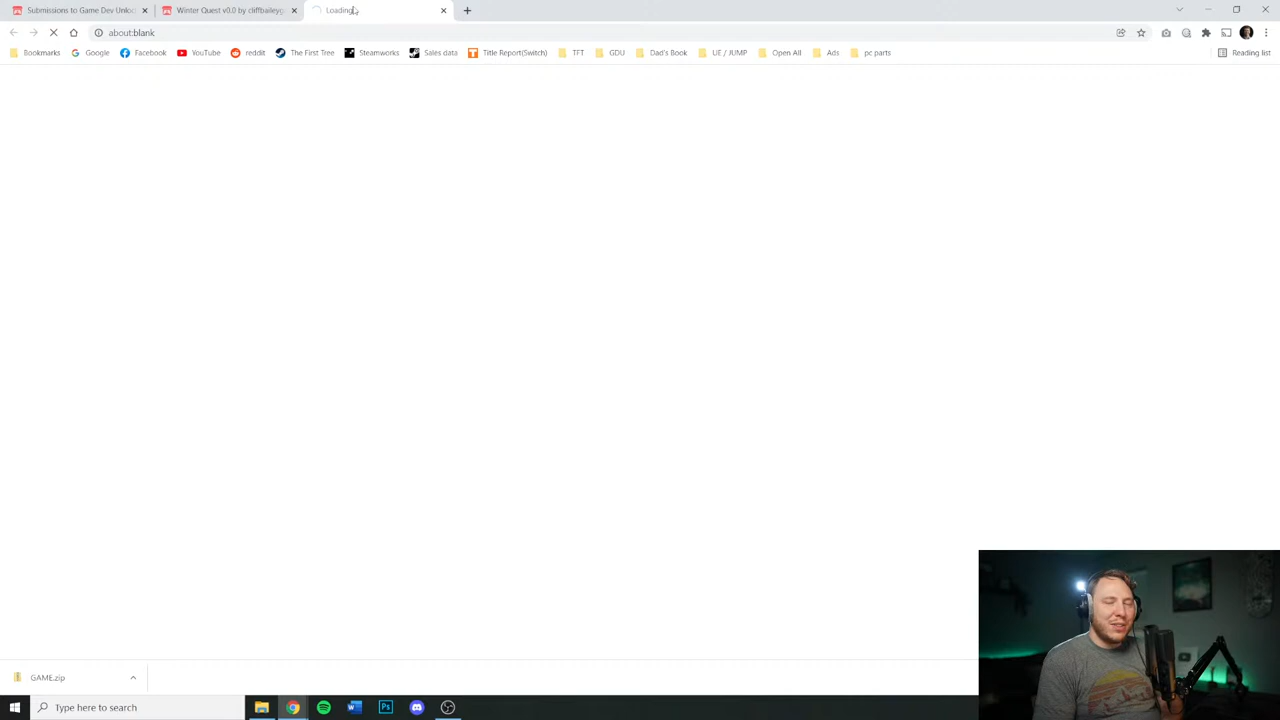 Submissions to Game Dev Unloc
Winter Quest v0.0 by cliffbaileyg
Loading
about:blank
Bookmarks Google Facebook YouTube reddit The First Tree Steamworks Sales data Title Report(Switch) TFT GDU Dad's Book UE / JUMP Open All Ads pc parts Reading list
GAME.zip
Type here to search